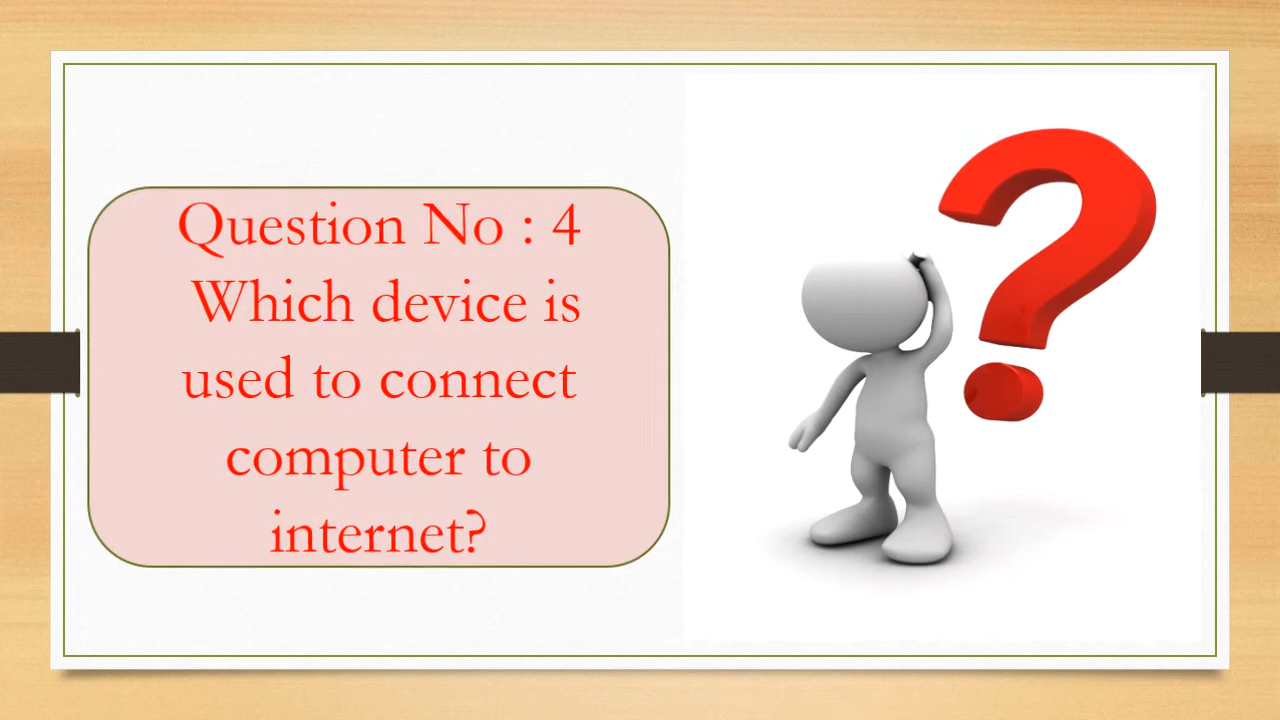 Question No : 4
Which device is
used to connect
computer to
internet?